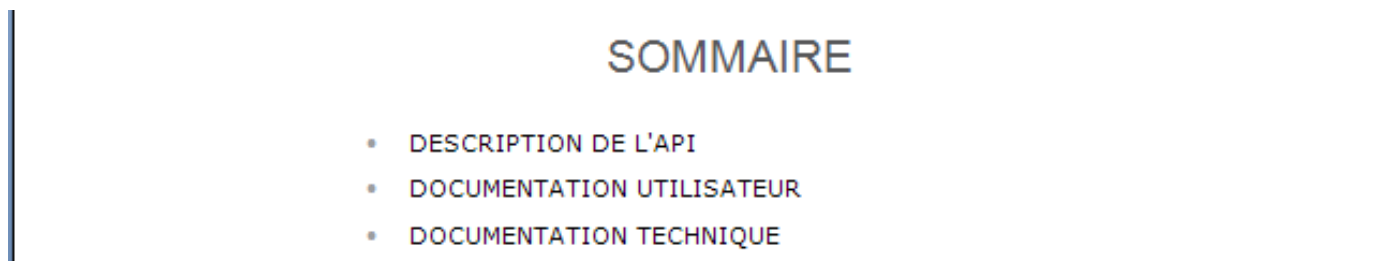 SOMMAIRE
• DESCRIPTION DE L'API
• DOCUMENTATION UTILISATEUR
• DOCUMENTATION TECHNIQUE